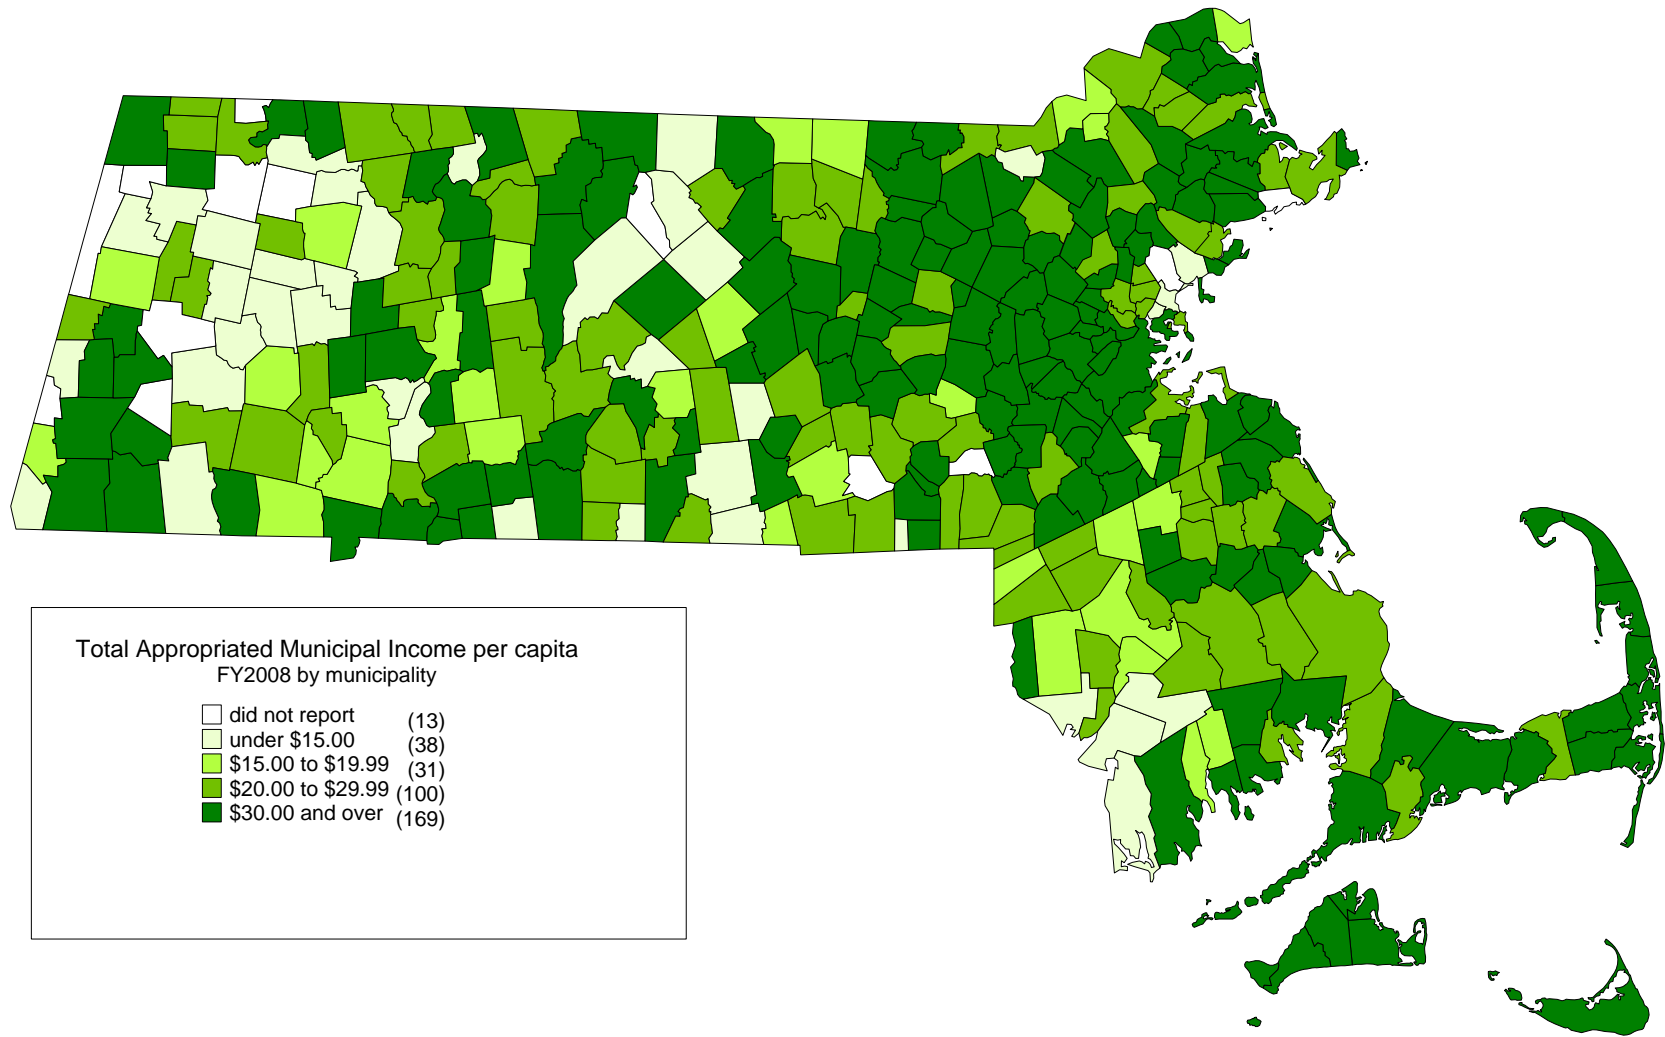 Total Appropriated Municipal Income per capita
FY2008 by municipality
did not report (13)
under $15.00 (38)
$15.00 to $19.99 (31)
$20.00 to $29.99 (100)
$30.00 and over (169)